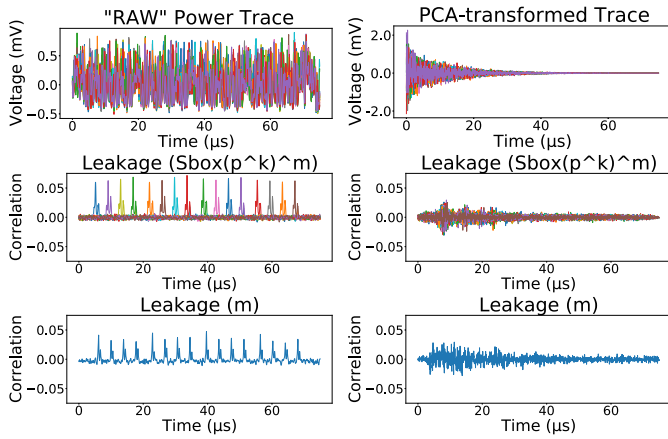 "RAW" Power Trace
Voltage (mV)
0.5
0.0
−0.5
0 20 40 60
Time (μs)
PCA-transformed Trace
Voltage (mV)
2.0
0.0
−2.0
0 20 40 60
Time (μs)
Leakage (Sbox(p^k)^m)
Correlation
0.05
0.00
−0.05
0 20 40 60
Time (μs)
Leakage (Sbox(p^k)^m)
Correlation
0.05
0.00
−0.05
0 20 40 60
Time (μs)
Leakage (m)
Correlation
0.05
0.00
−0.05
0 20 40 60
Time (μs)
Leakage (m)
Correlation
0.05
0.00
−0.05
0 20 40 60
Time (μs)